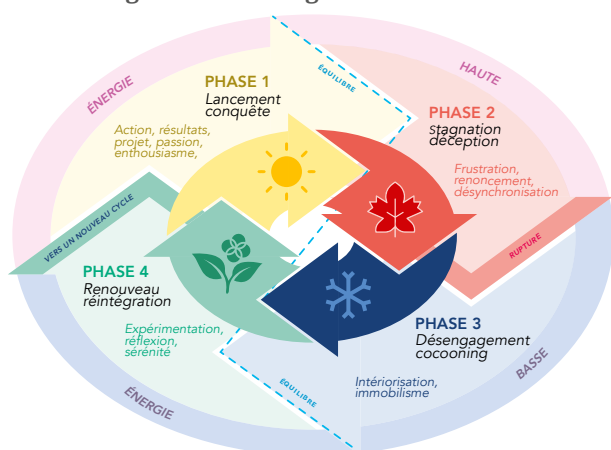 ÉNERGIE
HAUTE
ÉQUILIBRE
PHASE 1
Lancement
conquête
Action, résultats,
projet, passion,
enthousiasme,
PHASE 2
stagnation
déception
Frustration,
renoncement,
désynchronisation
VERS UN NOUVEAU CYCLE
RUPTURE
PHASE 4
Renouveau
réintégration
Expérimentation,
réflexion,
sérénité
PHASE 3
Désengagement
cocooning
Intériorisation,
immobilisme
ÉQUILIBRE
ÉNERGIE
BASSE